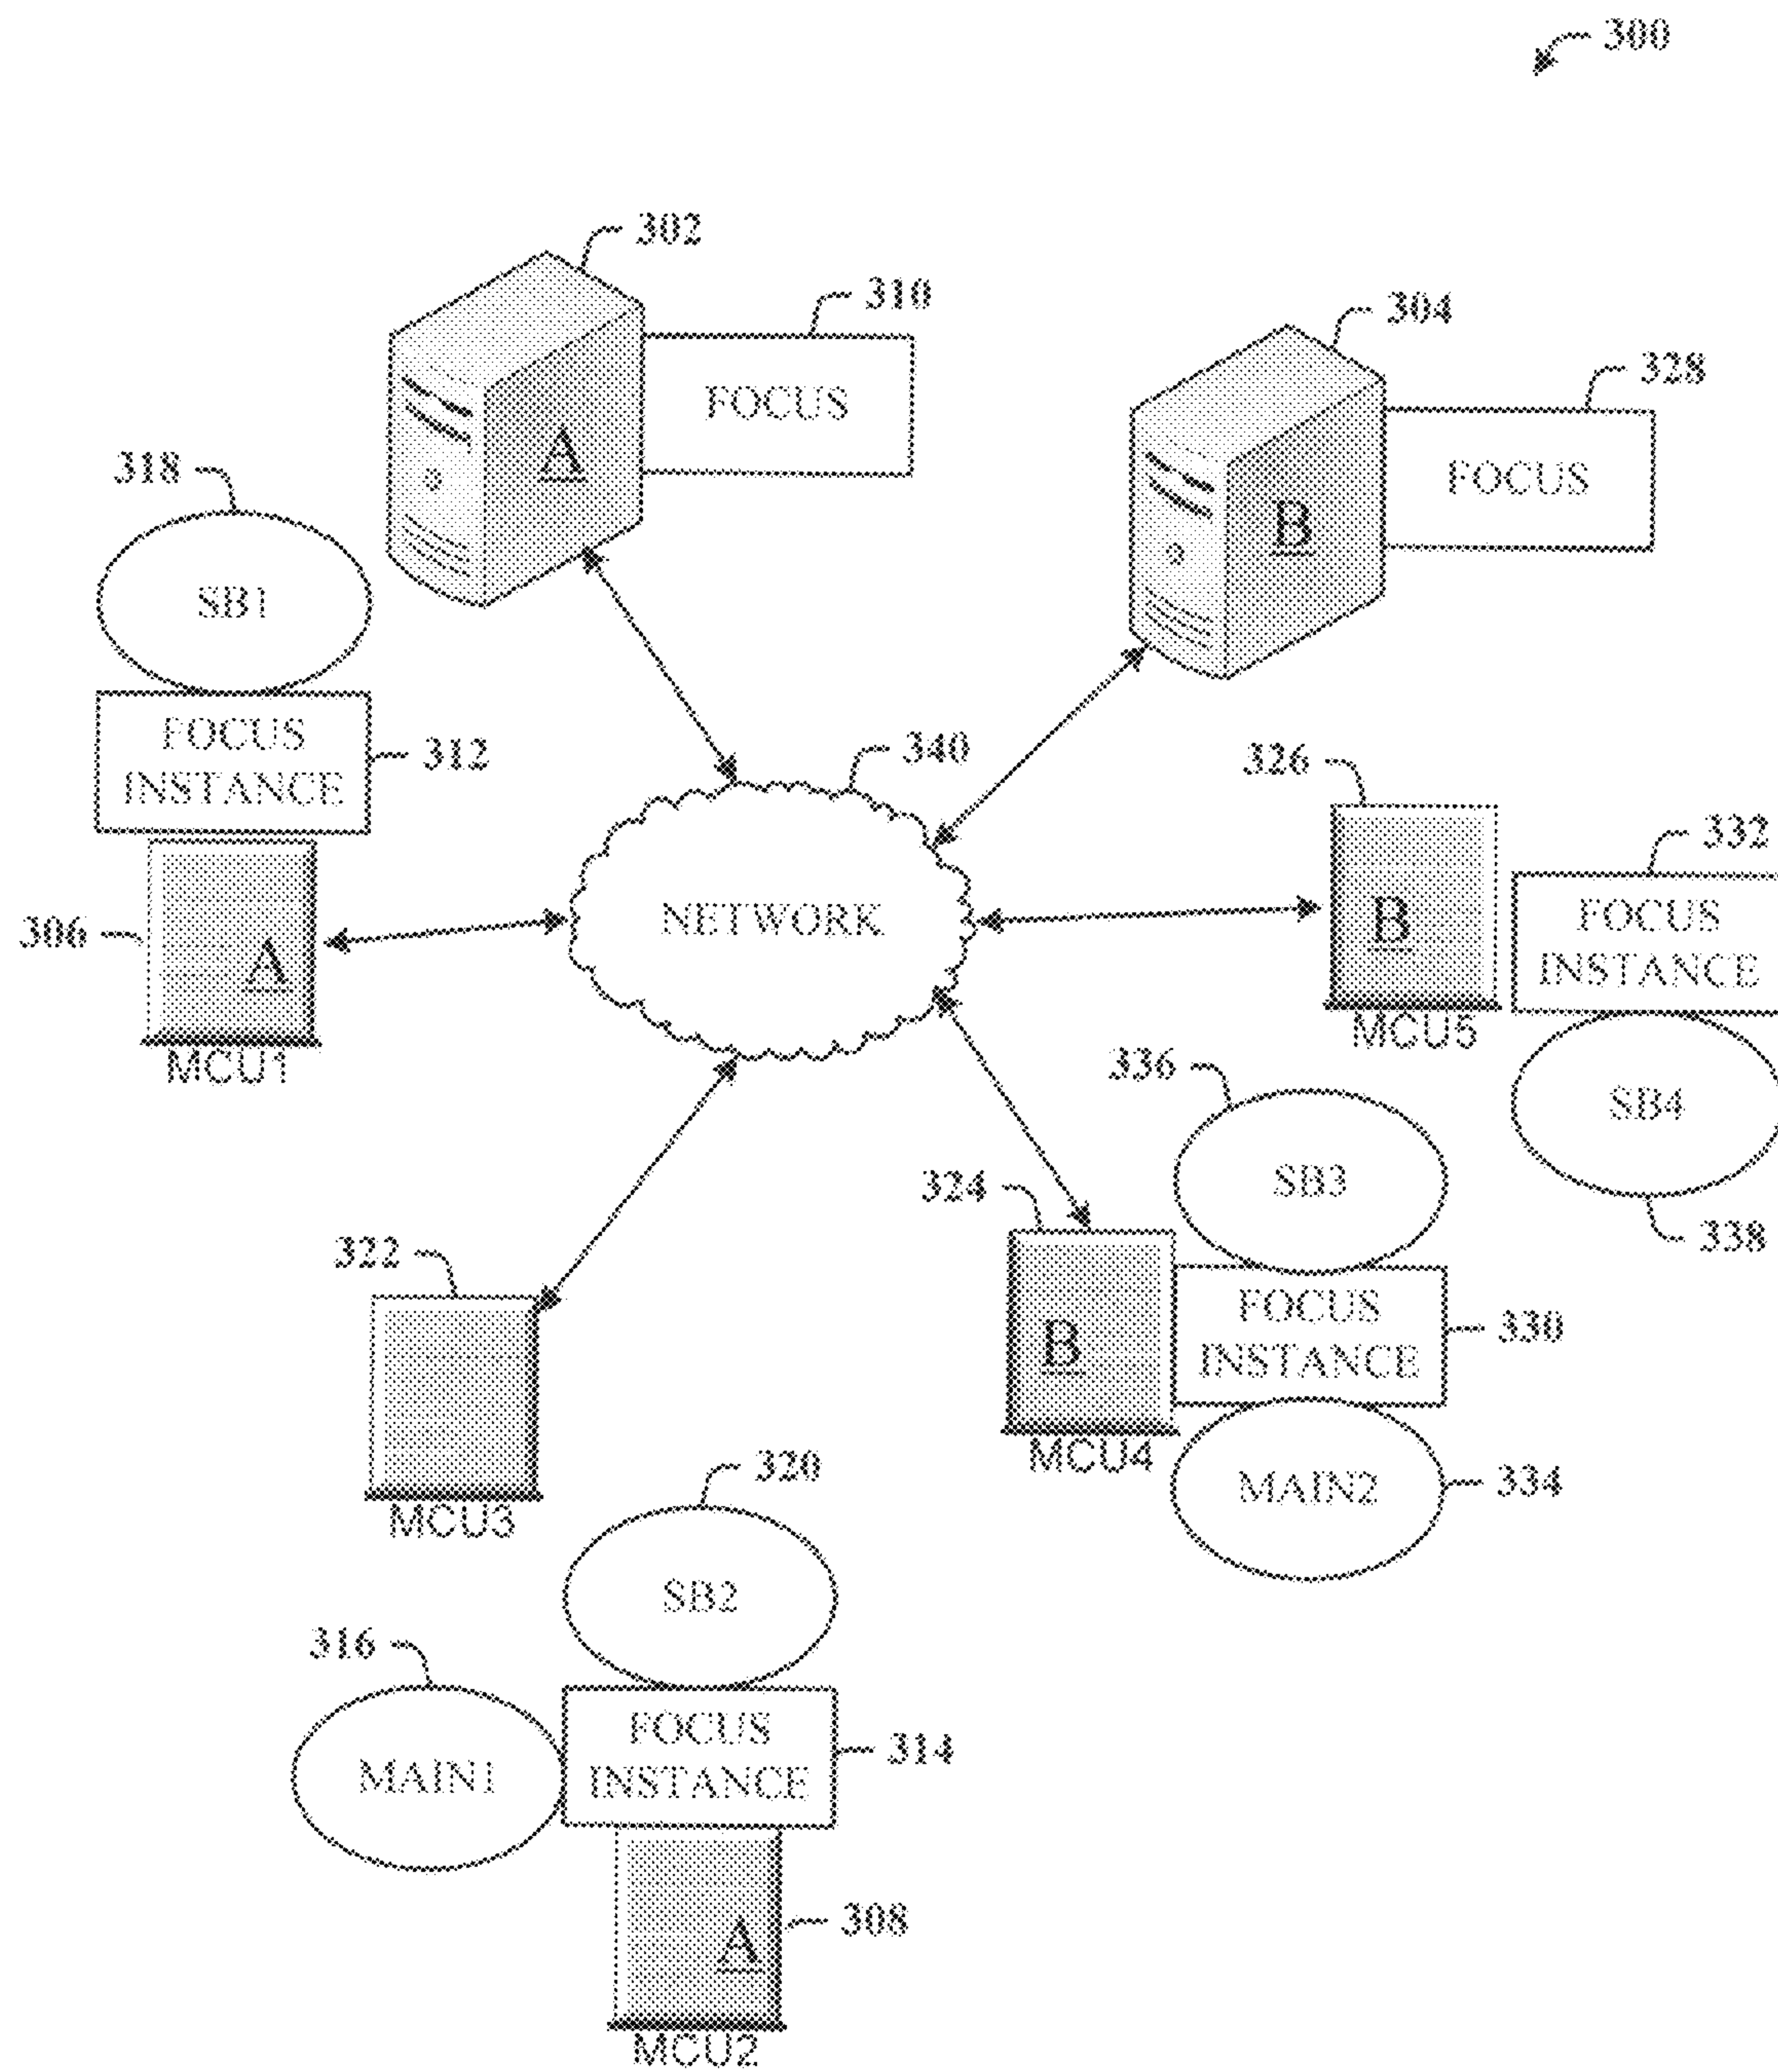 300
302
310
FOCUS
A
304
328
FOCUS
B
318
SB1
FOCUS
INSTANCE
312
306
A
MCU1
340
NETWORK
326
B
MCU5
332
FOCUS
INSTANCE
SB4
338
336
SB3
324
B
MCU4
FOCUS
INSTANCE
330
MAIN2
334
322
MCU3
320
SB2
316
MAIN1
FOCUS
INSTANCE
314
A
308
MCU2